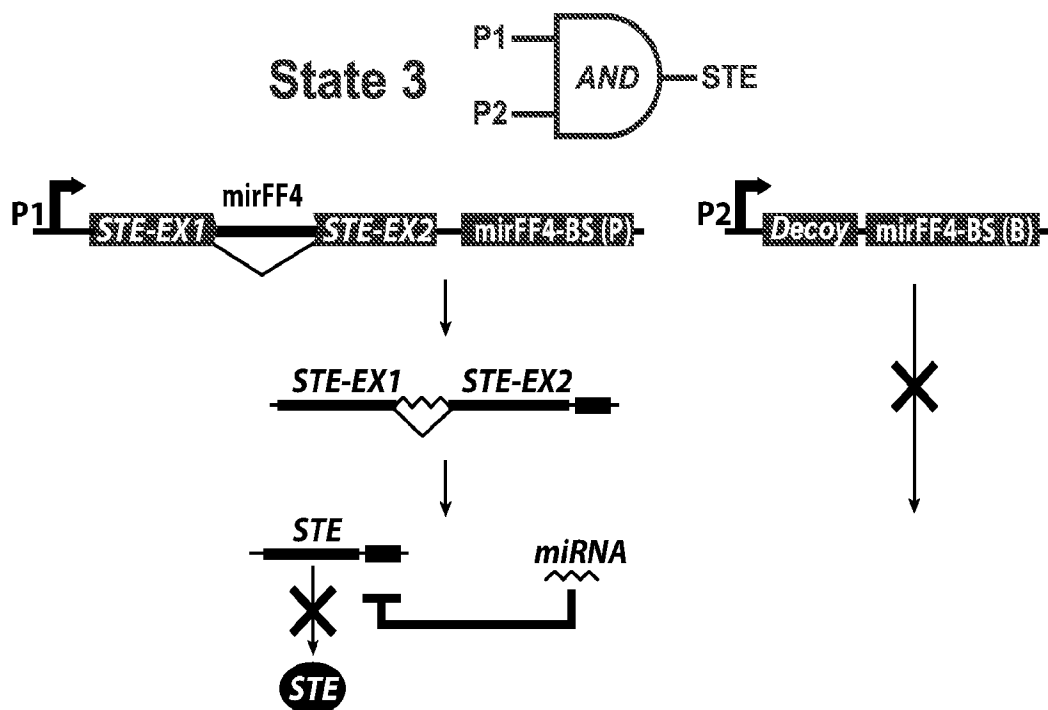 State 3
P1
P2
AND
STE
P1
mirFF4
STE-EX1
STE-EX2
mirFF4-BS (P)
P2
Decoy
mirFF4-BS (B)
STE-EX1
STE-EX2
STE
miRNA
STE